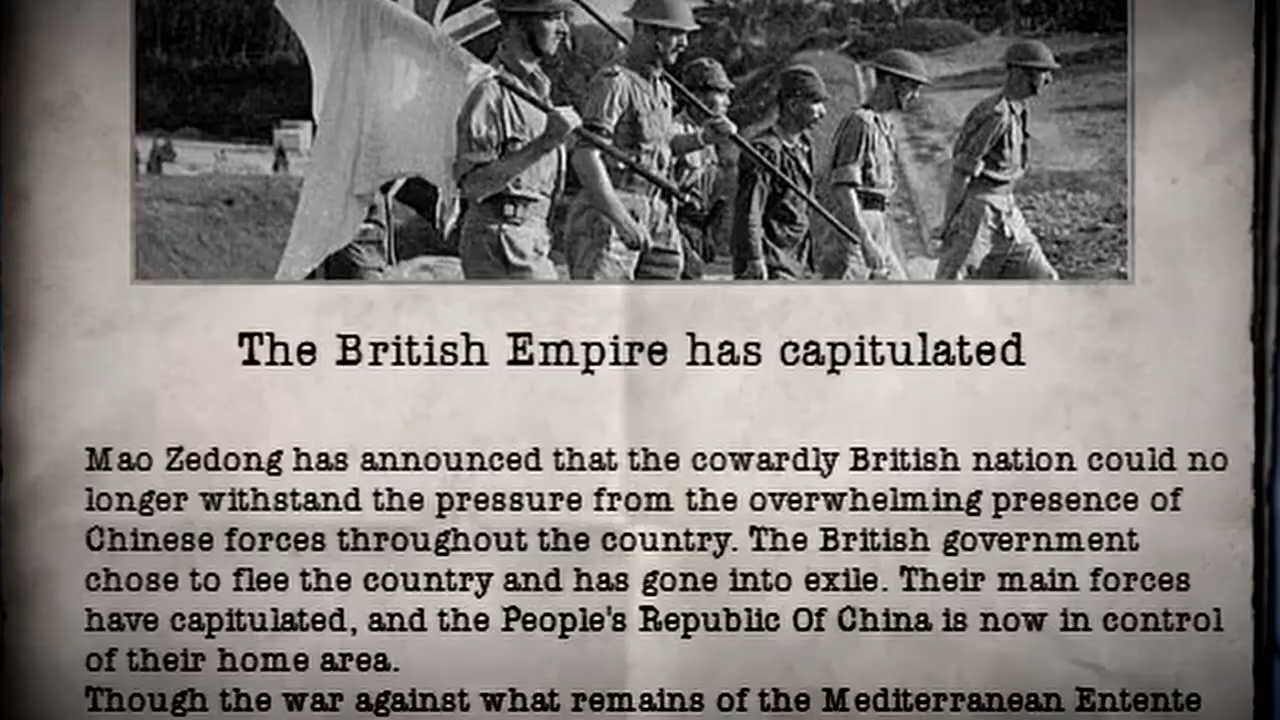 The British Empire has capitulated
Mao Zedong has announced that the cowardly British nation could no
longer withstand the pressure from the overwhelming presence of
Chinese forces throughout the country. The British government
chose to flee the country and has gone into exile. Their main forces
have capitulated, and the People's Republic Of China is now in control
of their home area.
Though the war against what remains of the Mediterranean Entente